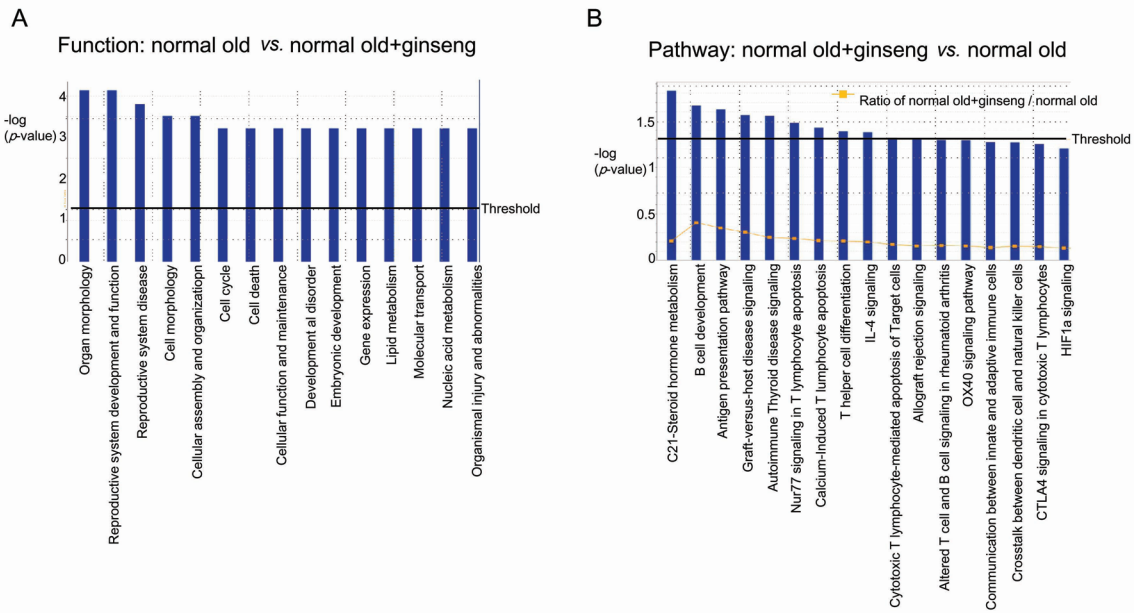 A
Function: normal old vs. normal old+ginseng
-log
(p-value)
4
3
2
1
0
Threshold
Organ morphology
Reproductive system development and function
Reproductive system disease
Cell morphology
Cellular assembly and organizatiopn
Cell cycle
Cell death
Cellular function and maintenance
Development al disorder
Embryonic development
Gene expression
Lipid metabolism
Molecular transport
Nucleic acid metabolism
Organismal injury and abnormalities
B
Pathway: normal old+ginseng vs. normal old
Ratio of normal old+ginseng / normal old
1.5
Threshold
-log
(p-value)
1
0.5
0
C21-Steroid hormone metabolism
B cell development
Antigen presentation pathway
Graft-versus-host disease signaling
Autoimmune Thyroid disease signaling
Nur77 signaling in T lymphocyte apoptosis
Calcium-Induced T lumphocyte apoptosis
T helper cell differentiation
IL-4 signaling
Cytotoxic T lymphocyte-mediated apoptosis of Target cells
Allograft rejection signaling
Altered T cell and B cell signaling in rheumatoid arthritis
OX40 signaling pathway
Communication between innate and adaptive immune cells
Crosstalk between dendritic cell and natural killer cells
CTLA4 signaling in cytotoxic T lymphocytes
HIF1a signaling